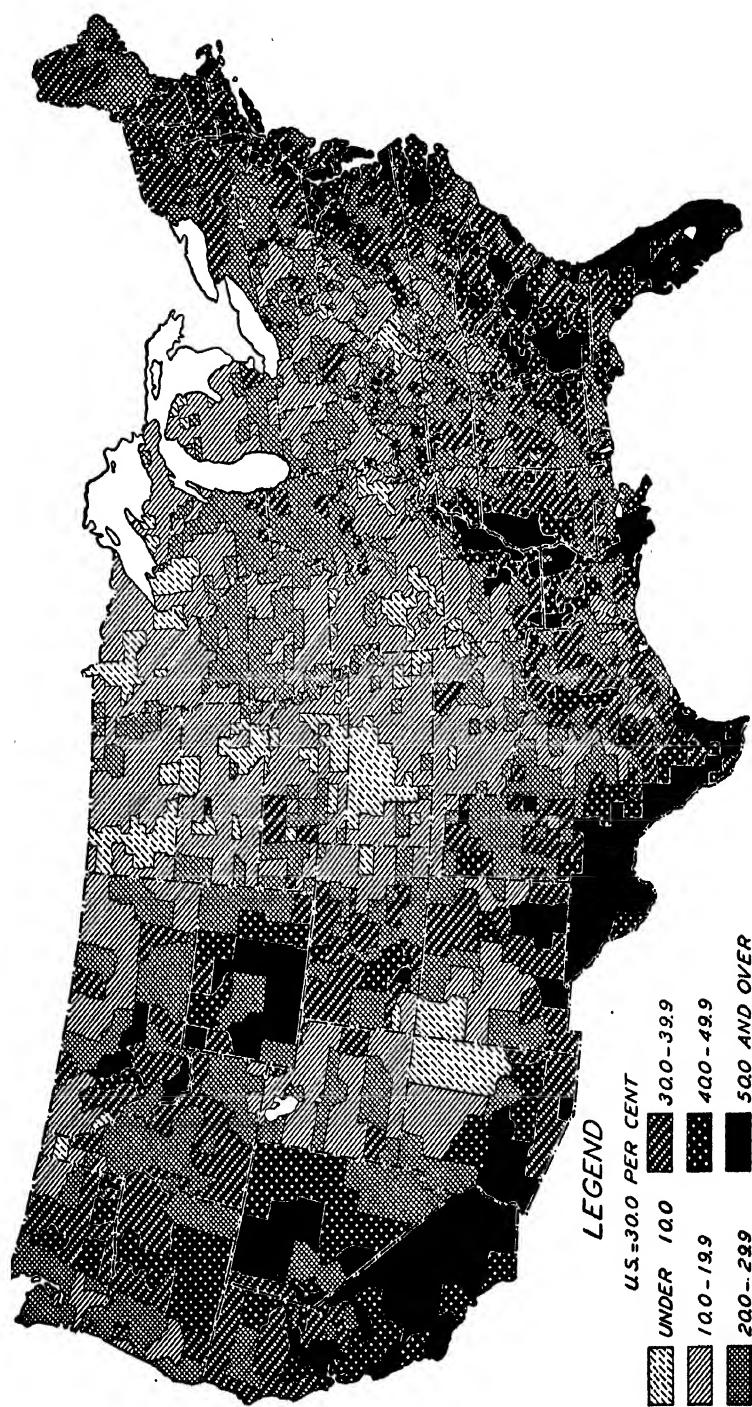 LEGEND
U.S.=30.0 PER CENT
UNDER 10.0
10.0-19.9
20.0-29.9
30.0-39.9
40.0-49.9
50.0 AND OVER